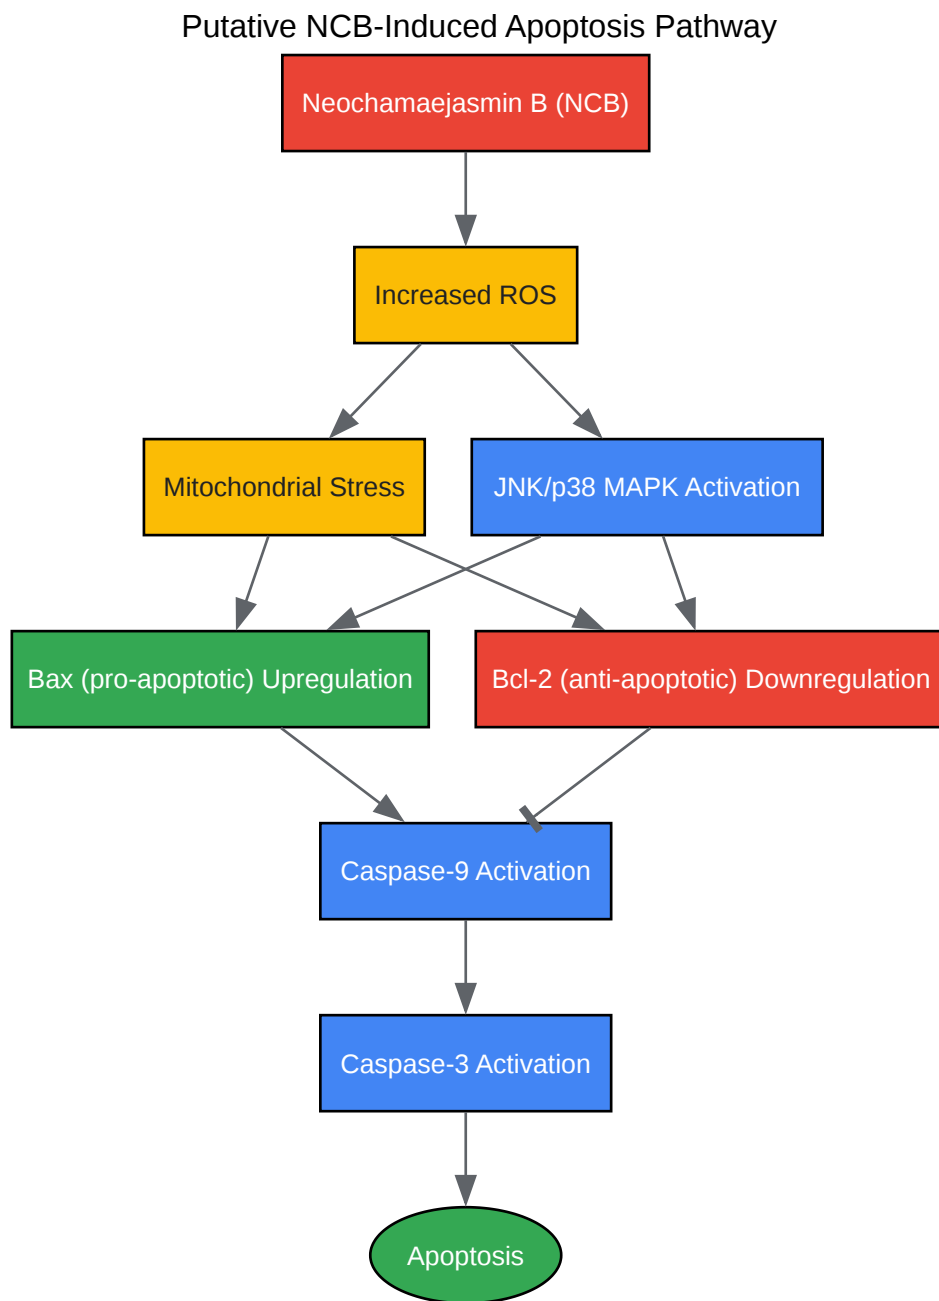 Putative NCB-Induced Apoptosis Pathway
Neochamaejasmin B (NCB)
Increased ROS
Mitochondrial Stress
JNK/p38 MAPK Activation
Bax (pro-apoptotic) Upregulation
Bcl-2 (anti-apoptotic) Downregulation
Caspase-9 Activation
Caspase-3 Activation
Apoptosis